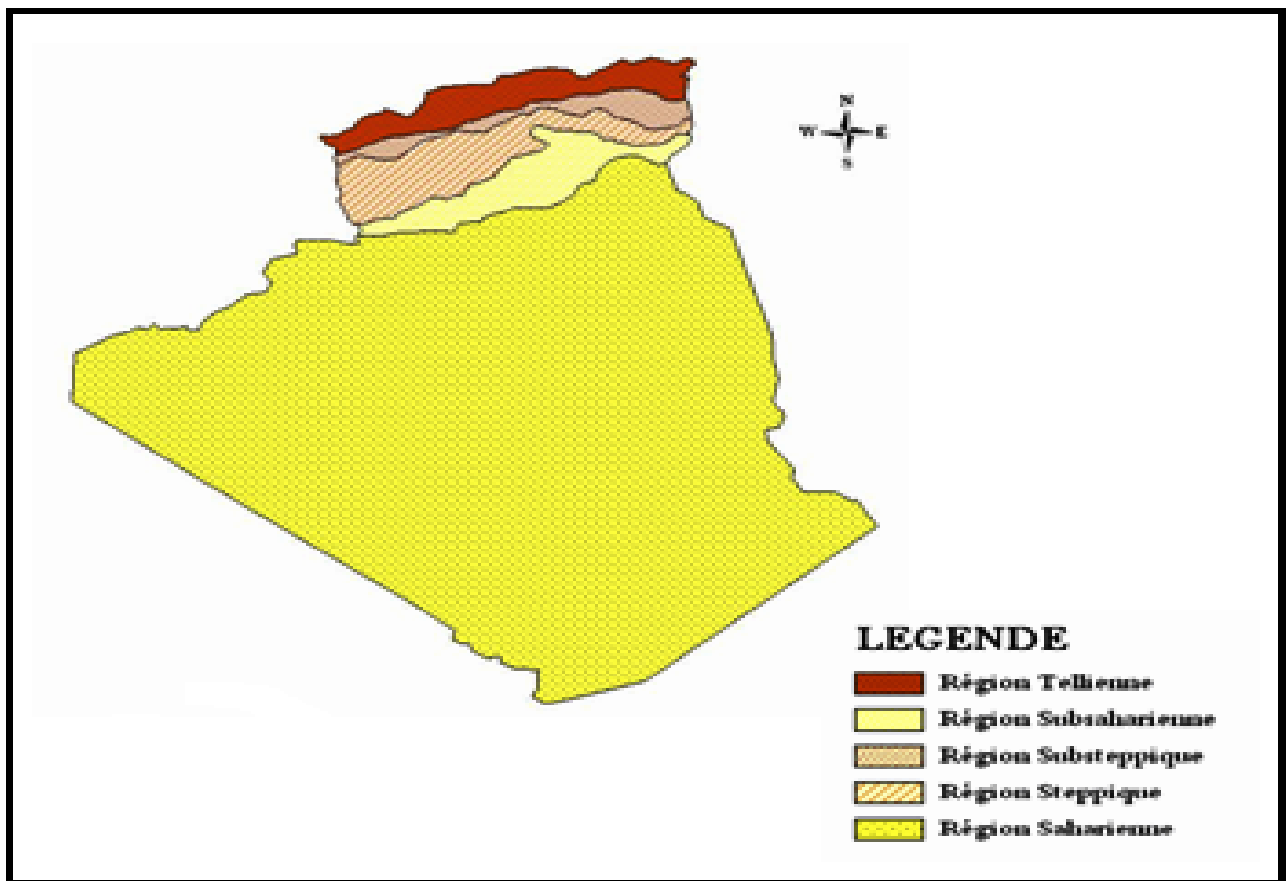 N
W E
S
LEGENDE
Région Tellienne
Région Subsaharienne
Région Substeppique
Région Steppique
Région Saharienne